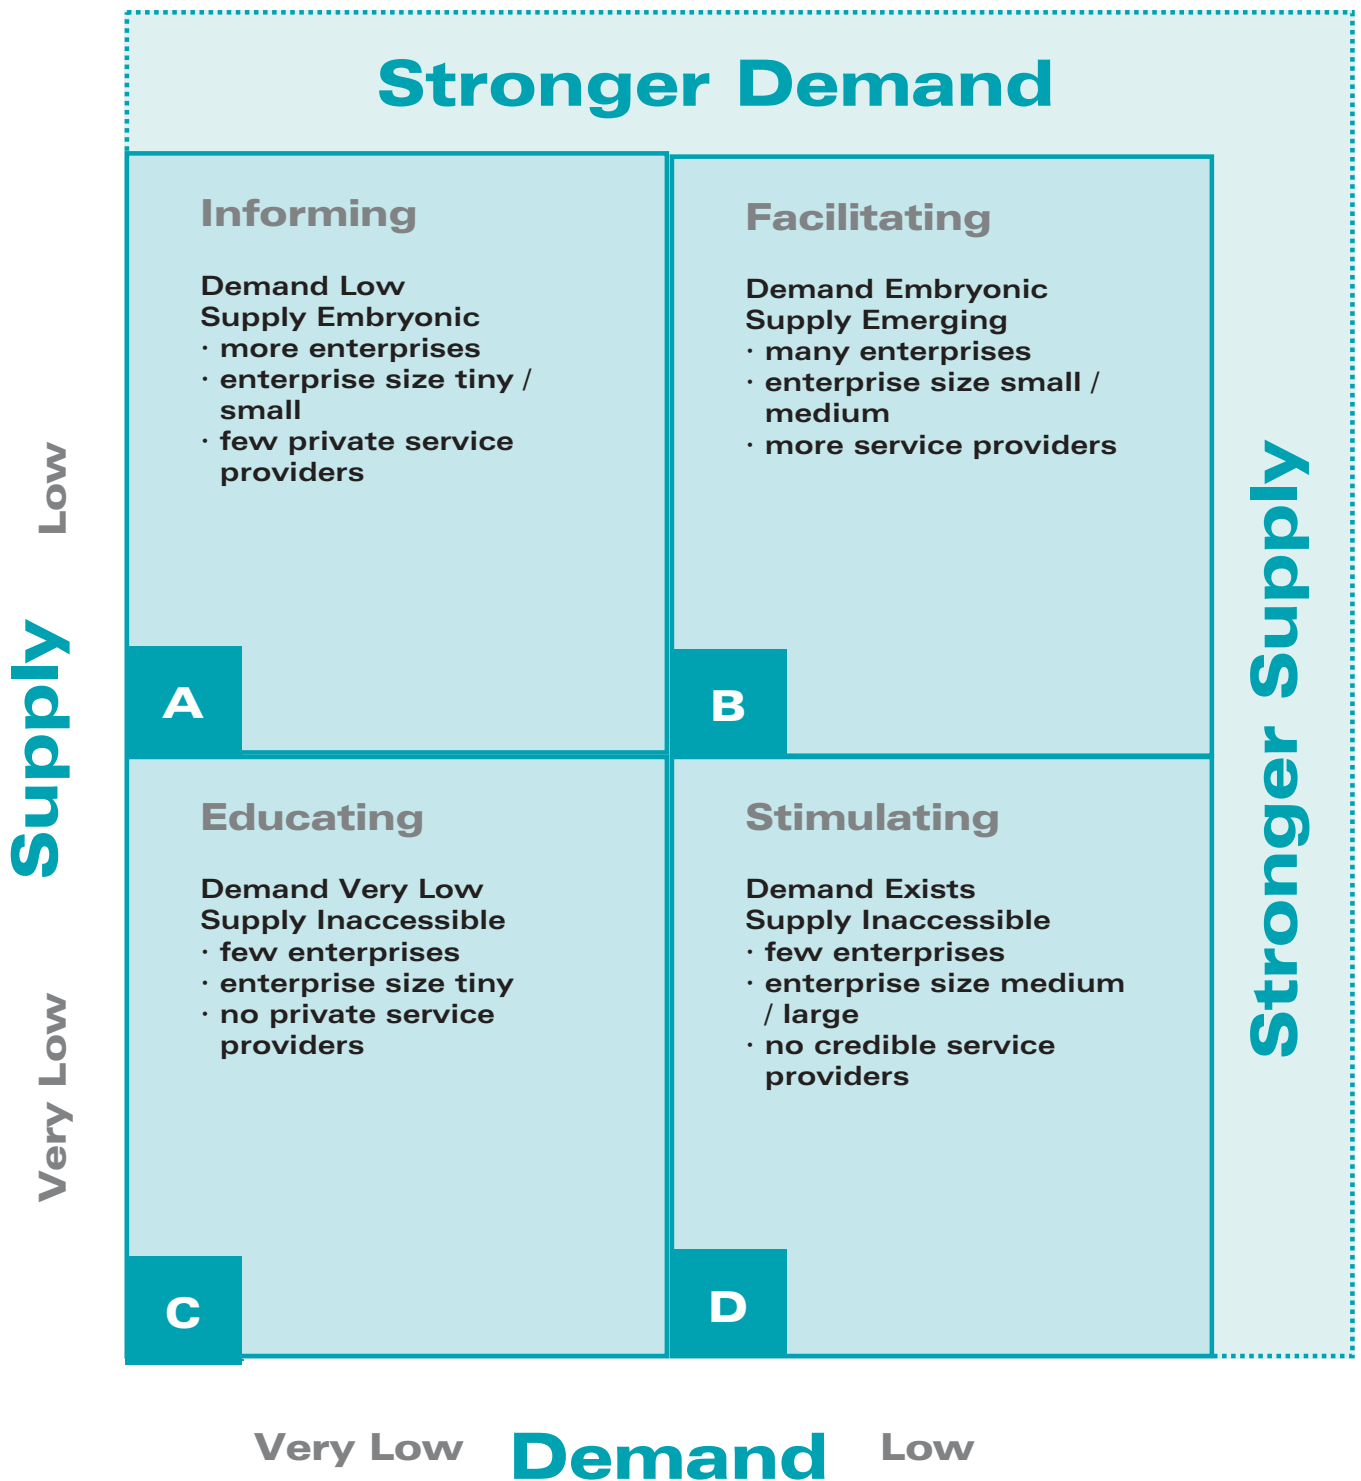 Stronger Demand
Informing
Demand Low
Supply Embryonic
· more enterprises
· enterprise size tiny /
small
· few private service
providers
A
Facilitating
Demand Embryonic
Supply Emerging
· many enterprises
· enterprise size small /
medium
· more service providers
B
Educating
Demand Very Low
Supply Inaccessible
· few enterprises
· enterprise size tiny
· no private service
providers
C
Stimulating
Demand Exists
Supply Inaccessible
· few enterprises
· enterprise size medium
/ large
· no credible service
providers
D
Very Low
Supply
Low
Stronger Supply
Very Low
Demand
Low